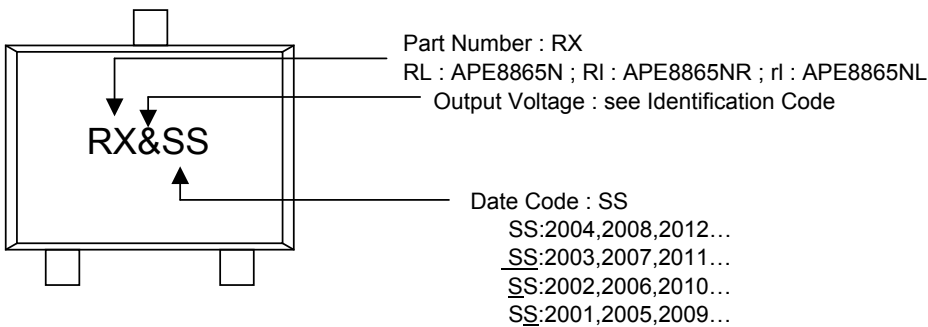 Part Number : RX
RL : APE8865N ; Rl : APE8865NR ; rl : APE8865NL
Output Voltage : see Identification Code
RX&SS
Date Code : SS
SS:2004,2008,2012…
SS:2003,2007,2011…
SS:2002,2006,2010…
SS:2001,2005,2009…